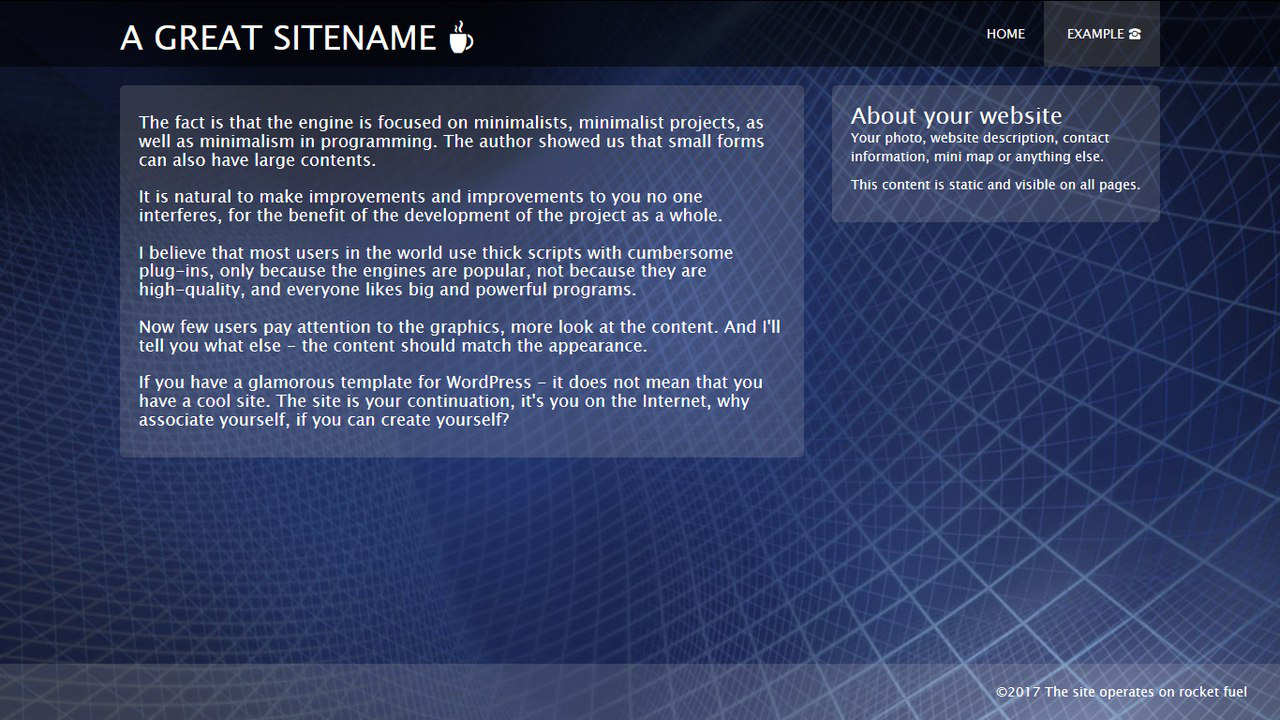 A GREAT SITENAME
HOME
EXAMPLE
The fact is that the engine is focused on minimalists, minimalist projects, as
well as minimalism in programming. The author showed us that small forms
can also have large contents.
It is natural to make improvements and improvements to you no one
interferes, for the benefit of the development of the project as a whole.
I believe that most users in the world use thick scripts with cumbersome
plug-ins, only because the engines are popular, not because they are
high-quality, and everyone likes big and powerful programs.
Now few users pay attention to the graphics, more look at the content. And I'll
tell you what else - the content should match the appearance.
If you have a glamorous template for WordPress - it does not mean that you
have a cool site. The site is your continuation, it's you on the Internet, why
associate yourself, if you can create yourself?
About your website
Your photo, website description, contact
information, mini map or anything else.
This content is static and visible on all pages.
©2017 The site operates on rocket fuel